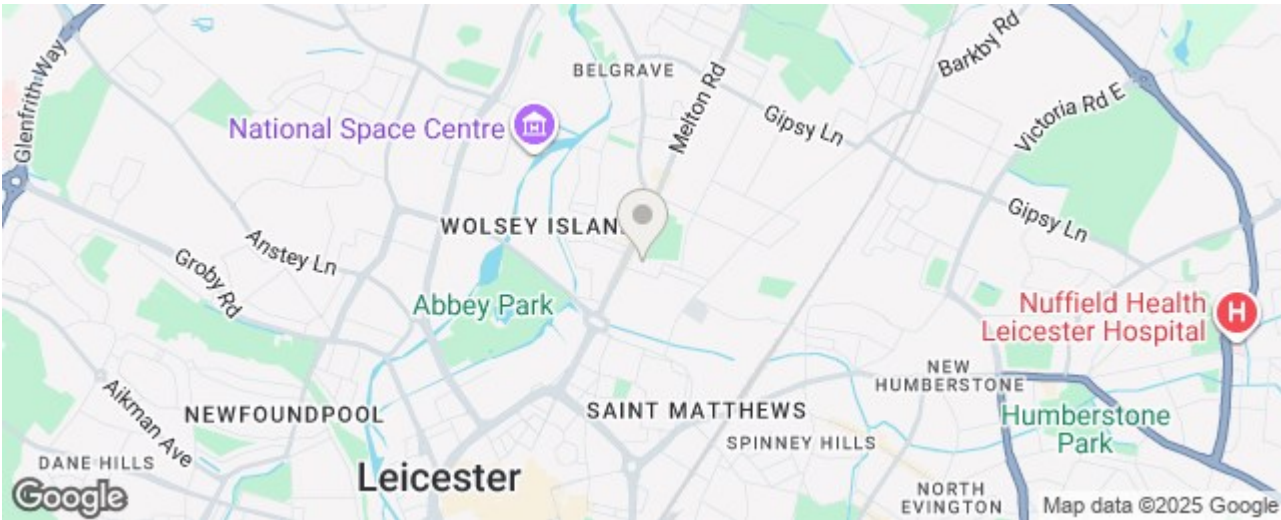 Glenfrith Way
BELGRAVE
Melton Rd
Barkby Rd
National Space Centre
Gipsy Ln
Victoria Rd E
WOLSEY ISLAN
Anstey Ln
Groby Rd
Gipsy Ln
Abbey Park
Nuffield Health
Leicester Hospital
H
Aikman Ave
NEW
HUMBERSTONE
NEWFOUNDPOOL
SAINT MATTHEWS
Humberstone
Park
SPINNEY HILLS
DANE HILLS
Leicester
NORTH
EVINGTON
Google
Map data ©2025 Google